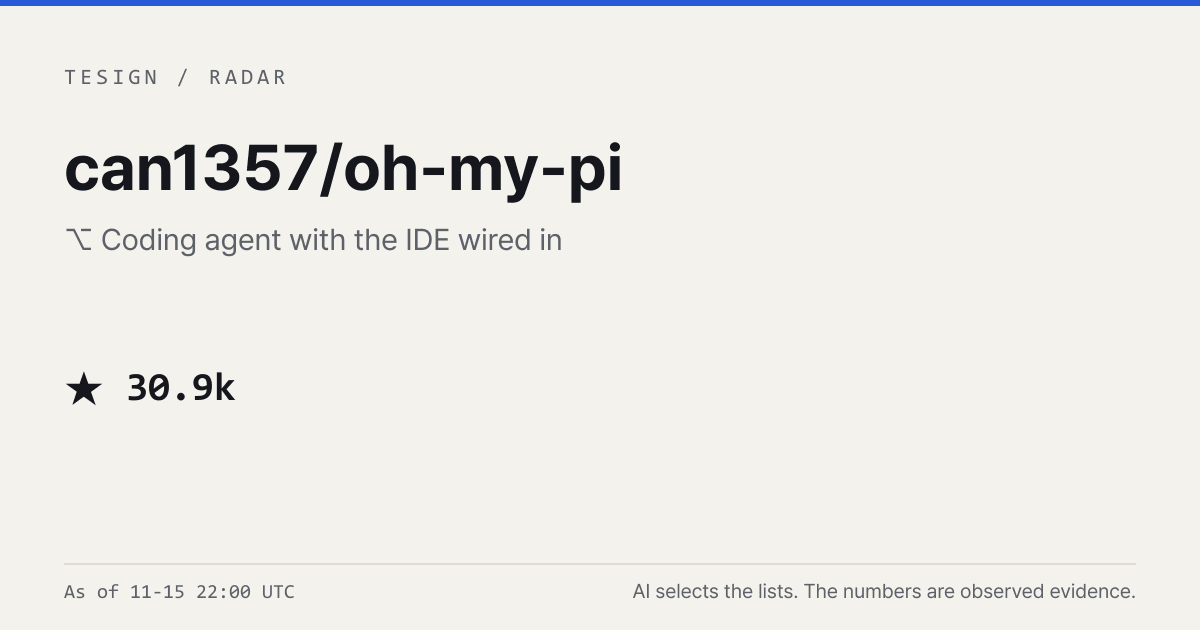 TESIGN / RADAR
can1357/oh-my-pi
⌥ Coding agent with the IDE wired in
★ 30.9k
As of 11-15 22:00 UTC
AI selects the lists. The numbers are observed evidence.